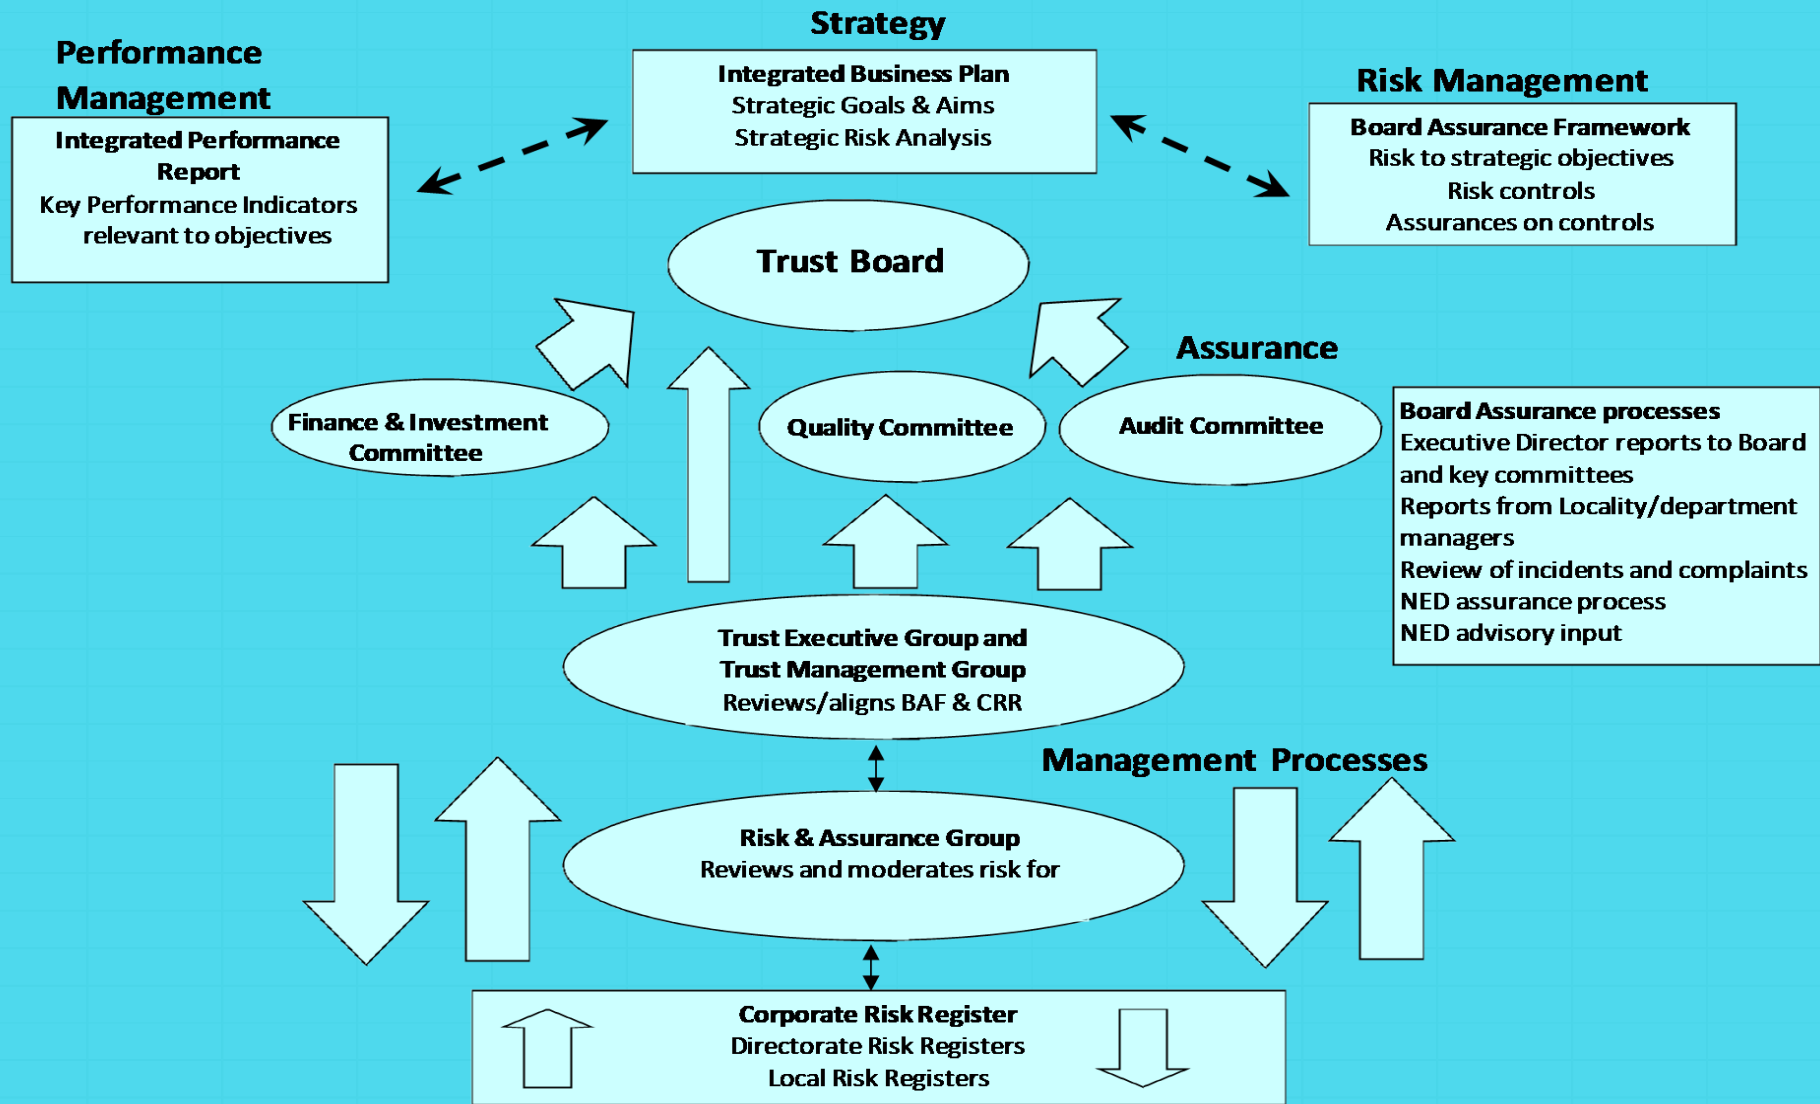 Strategy
Performance
Management
Integrated Business Plan
Strategic Goals & Aims
Strategic Risk Analysis
Risk Management
Integrated Performance
Report
Key Performance Indicators
relevant to objectives
Board Assurance Framework
Risk to strategic objectives
Risk controls
Assurances on controls
Trust Board
Assurance
Finance & Investment
Committee
Quality Committee
Audit Committee
Board Assurance processes
Executive Director reports to Board
and key committees
Reports from Locality/department
managers
Review of incidents and complaints
NED assurance process
NED advisory input
Trust Executive Group and
Trust Management Group
Reviews/aligns BAF & CRR
Management Processes
Risk & Assurance Group
Reviews and moderates risk for
Corporate Risk Register
Directorate Risk Registers
Local Risk Registers